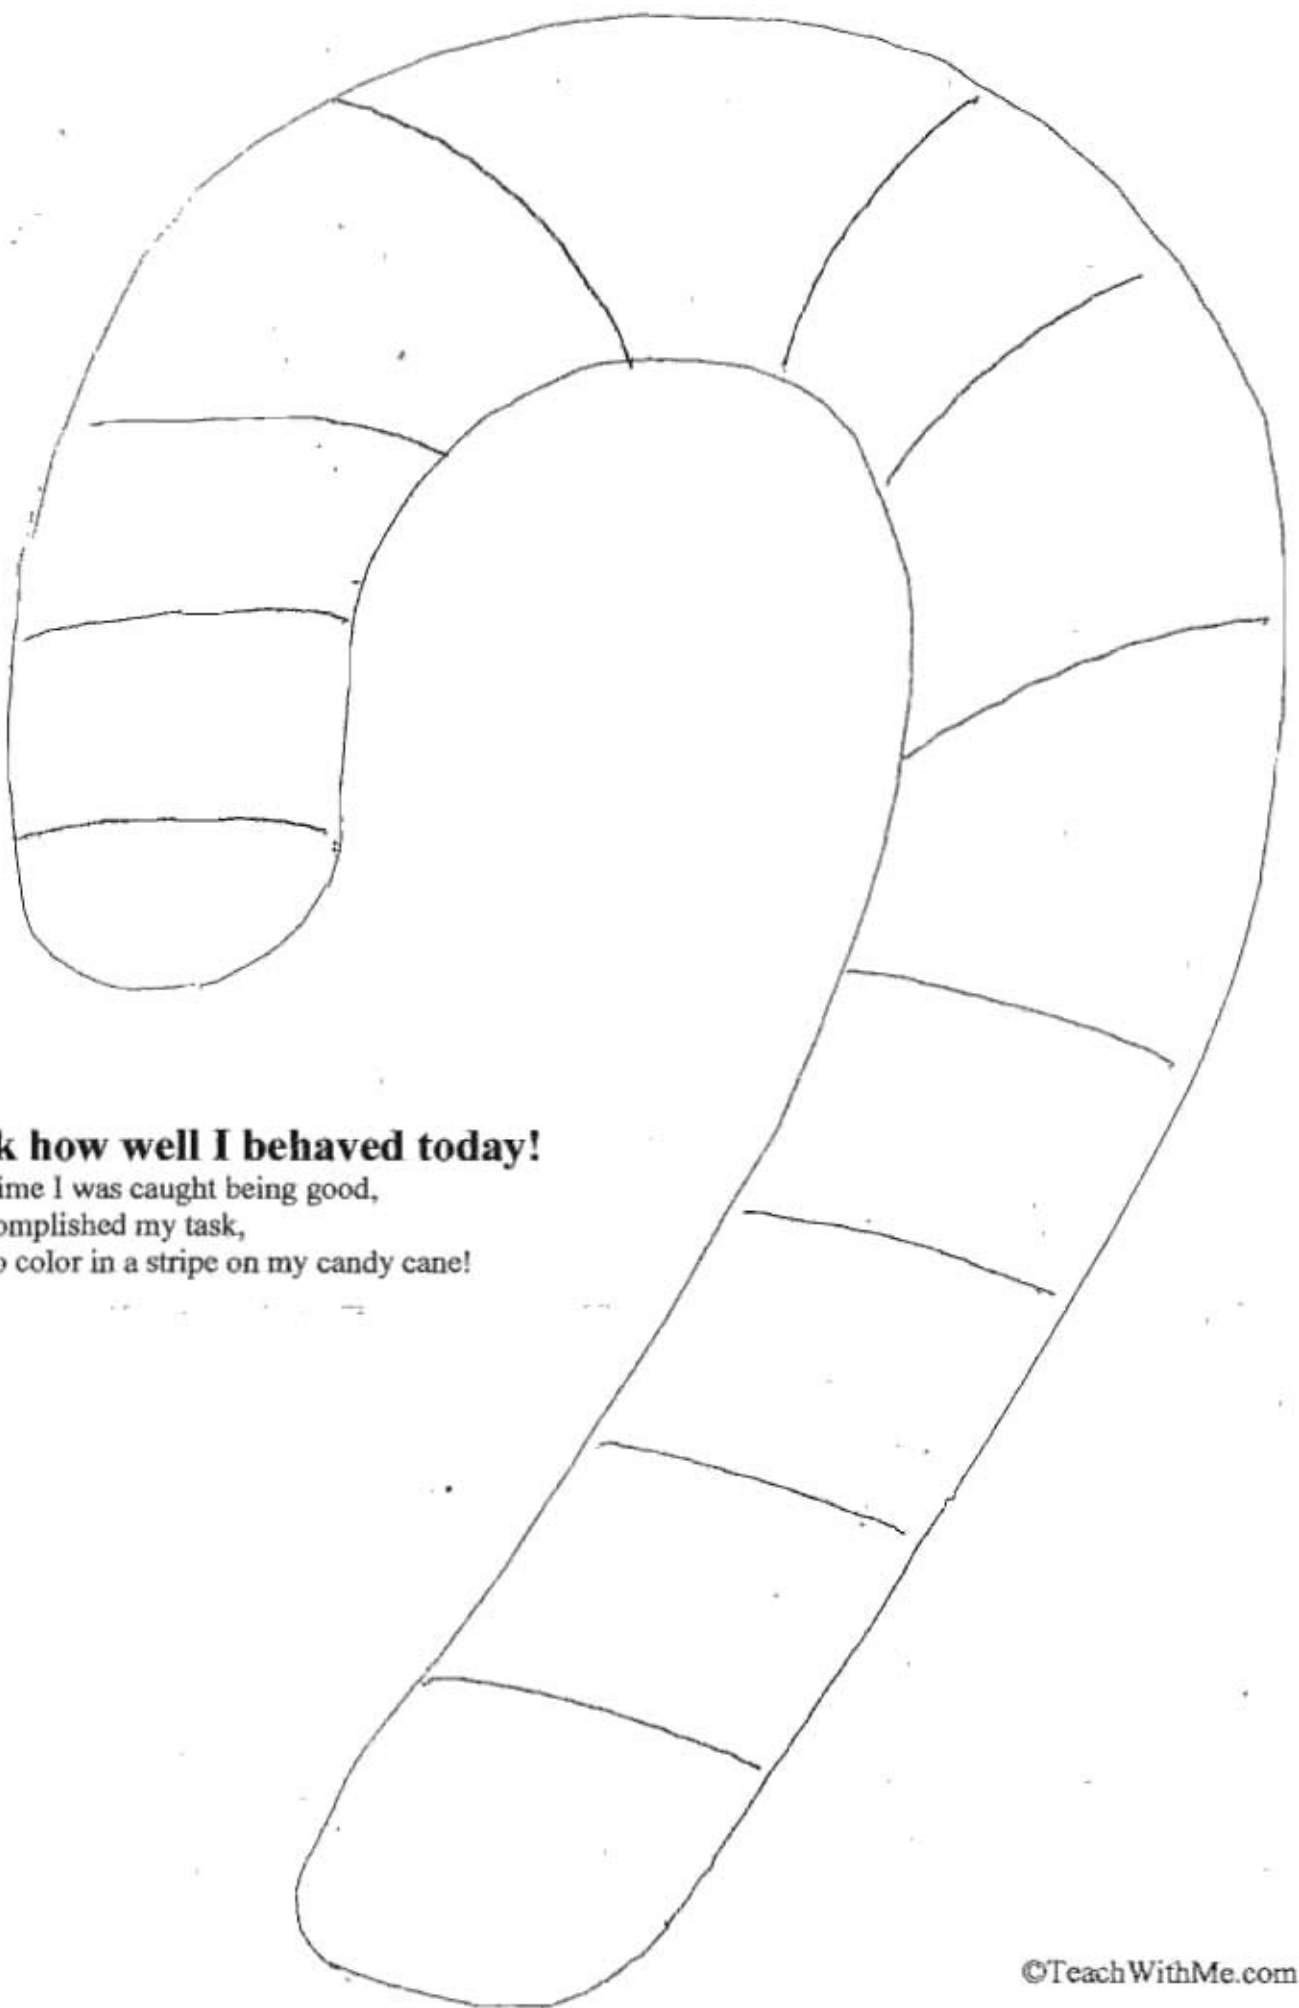 k how well I behaved today!
ime I was caught being good,
omplished my task,
o color in a stripe on my candy cane!
©TeachWithMe.com